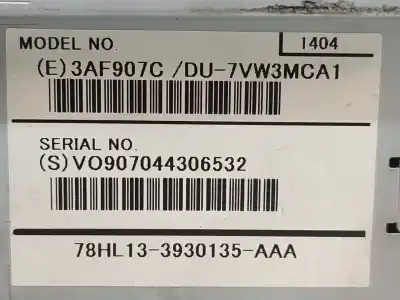 MODEL NO. 1404
(E)3AF907C /DU-7VW3MCA1
SERIAL NO.
(S)VO907044306532
78HL13-3930135-AAA